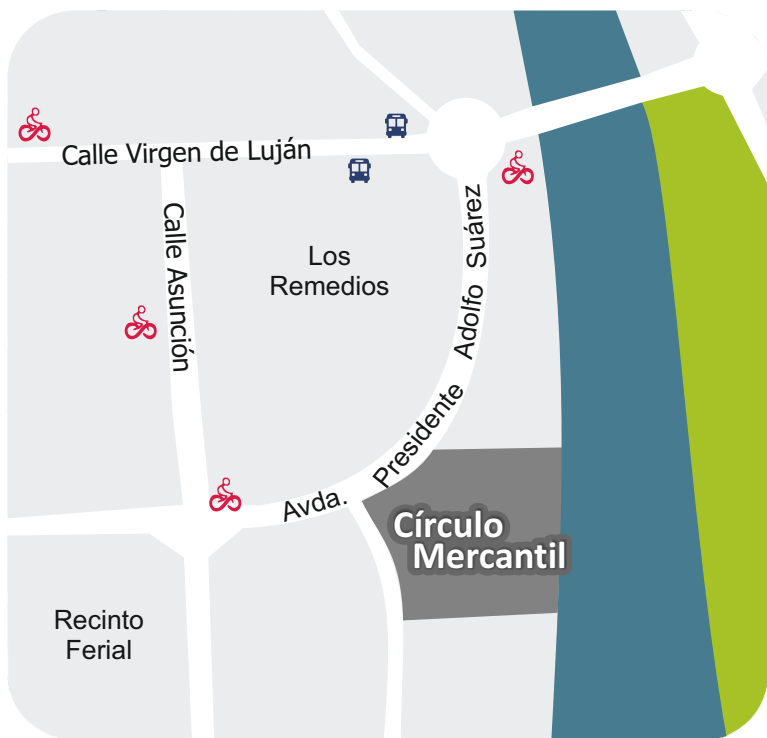 Calle Virgen de Luján
Calle Asunción
Los
Remedios
Avda. Presidente Adolfo Suárez
Círculo
Mercantil
Recinto
Ferial